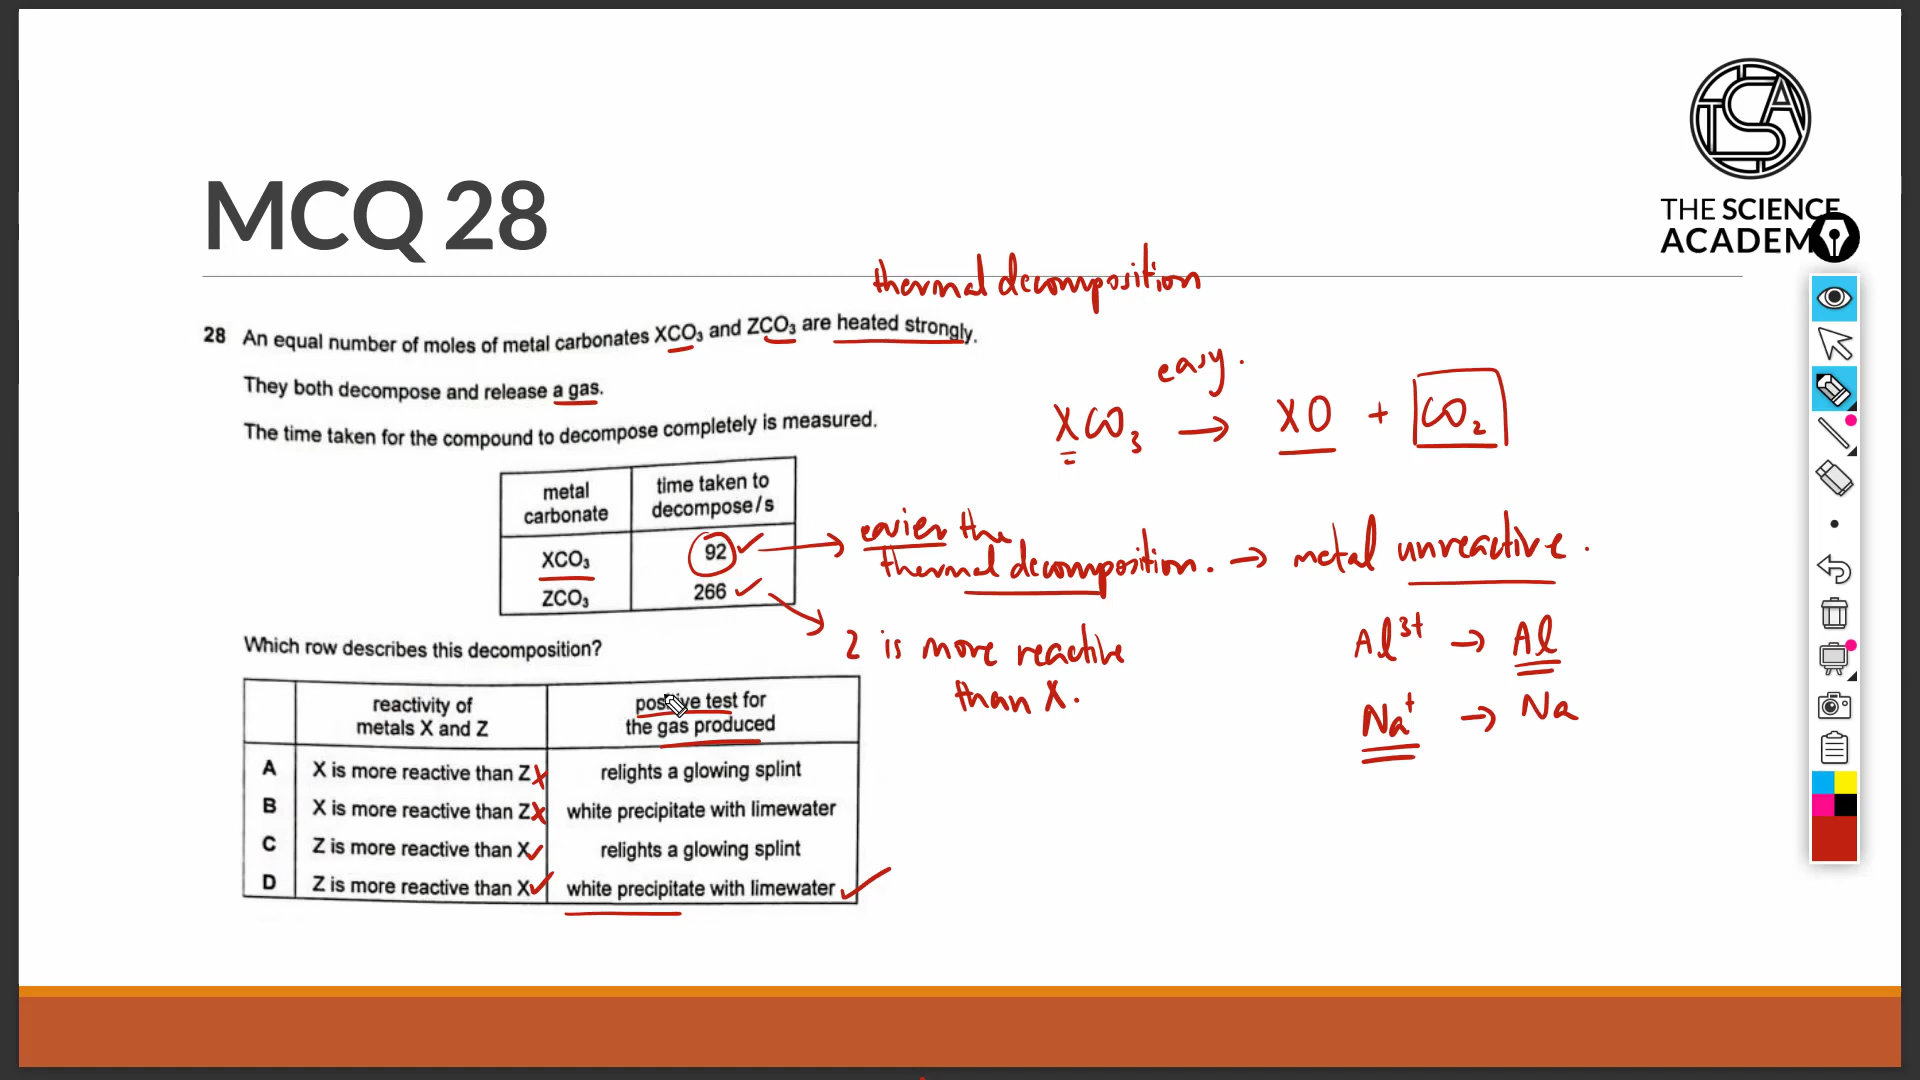 THE SCIENCE
ACADEM
MCQ 28
thermal decomposition
28 An equal number of moles of metal carbonates XCO₃ and ZCO₃ are heated strongly.
They both decompose and release a gas.
The time taken for the compound to decompose completely is measured.
easy.
XCO₃ → XO + CO₂
metal carbonate | time taken to decompose/s
XCO₃ | 92
ZCO₃ | 266
easier the
thermal decomposition. → metal unreactive.
Z is more reactive
than X.
Al³⁺ → Al
Na⁺ → Na
Which row describes this decomposition?
reactivity of metals X and Z | positive test for the gas produced
A X is more reactive than Z X relights a glowing splint
B X is more reactive than Z X white precipitate with limewater
C Z is more reactive than X ✓ relights a glowing splint
D Z is more reactive than X ✓ white precipitate with limewater ✓